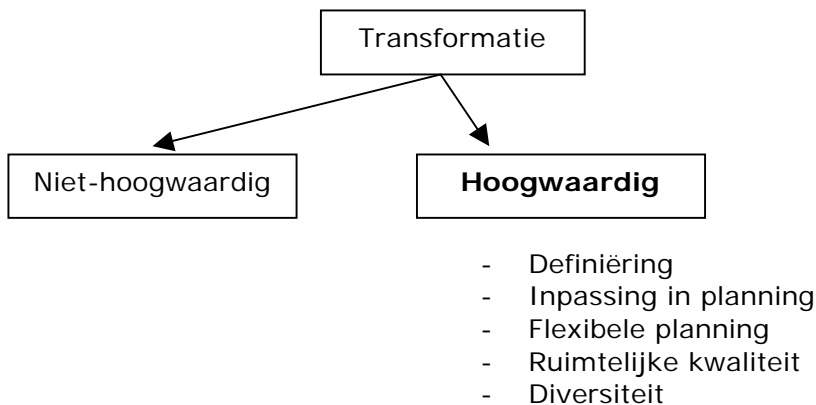 Transformatie
Niet-hoogwaardig
Hoogwaardig
- Definiëring
- Inpassing in planning
- Flexibele planning
- Ruimtelijke kwaliteit
- Diversiteit